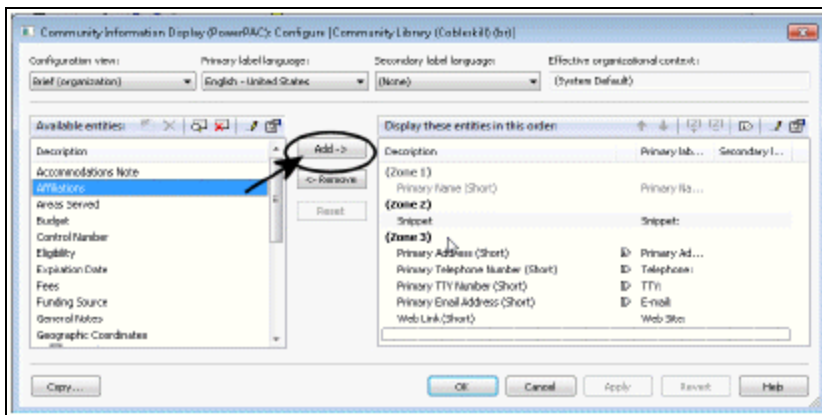 Community Information Display (PowerPAC): Configure [Community Library (Cobleskill) (br)]
Configuration view: Primary label language: Secondary label language: Effective organizational context:
Brief (organization) English - United States (None) (System Default)
Available entities: Display these entities in this order:
Description Add -> Description Primary lab... Secondary l...
Accommodations Note (Zone 1)
Affiliations <- Remove Primary Name (Short) Primary Na...
Areas Served (Zone 2)
Budget Reset Snippet Snippet:
Control Number (Zone 3)
Eligibility Primary Address (Short) Primary Ad...
Expiration Date Primary Telephone Number (Short) Telephone:
Fees Primary TTY Number (Short) TTY:
Funding Source Primary Email Address (Short) E-mail:
General Notes Web Link (Short) Web Site:
Geographic Coordinates
Copy... OK Cancel Apply Revert Help